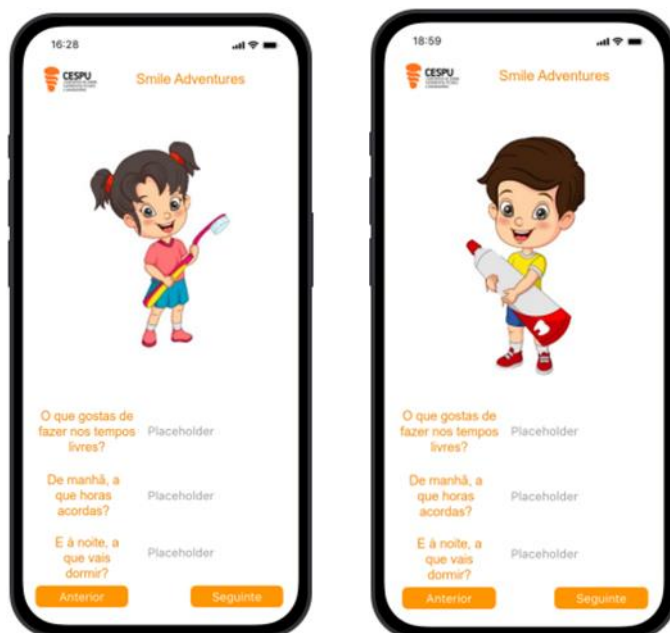 16:28
CESPU
Smile Adventures
O que gostas de
fazer nos tempos
livres?
Placeholder
De manhã, a
que horas
acordas?
Placeholder
E à noite, a
que vais
dormir?
Placeholder
Anterior
Seguinte
18:59
CESPU
Smile Adventures
O que gostas de
fazer nos tempos
livres?
Placeholder
De manhã, a
que horas
acordas?
Placeholder
E à noite, a
que vais
dormir?
Placeholder
Anterior
Seguinte